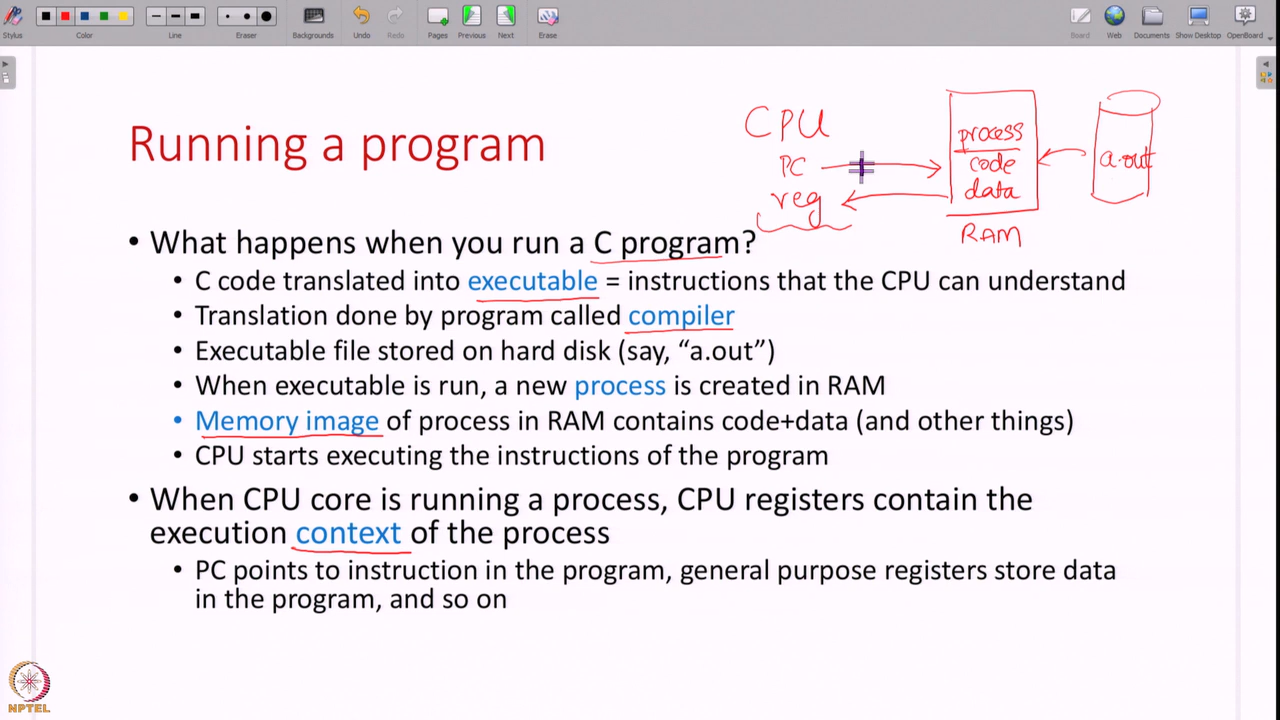 Stylus
Color
Line
Eraser
Backgrounds
Undo
Redo
Pages
Previous
Next
Erase
Board
Web
Documents
Show Desktop
OpenBoard
Running a program
CPU
PC
reg
process
code
data
RAM
a.out
• What happens when you run a C program?
• C code translated into executable = instructions that the CPU can understand
• Translation done by program called compiler
• Executable file stored on hard disk (say, “a.out”)
• When executable is run, a new process is created in RAM
• Memory image of process in RAM contains code+data (and other things)
• CPU starts executing the instructions of the program
• When CPU core is running a process, CPU registers contain the
execution context of the process
• PC points to instruction in the program, general purpose registers store data
in the program, and so on
NPTEL